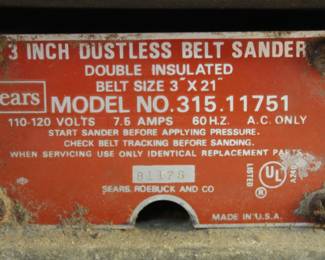 3 INCH DUSTLESS BELT SANDER
DOUBLE INSULATED
BELT SIZE 3" X 21"
ears MODEL NO. 315.11751
110-120 VOLTS 7.5 AMPS 60 H.Z. A.C. ONLY
START SANDER BEFORE APPLYING PRESSURE.
CHECK BELT TRACKING BEFORE SANDING.
WHEN SERVICING USE ONLY IDENTICAL REPLACEMENT PARTS
SEARS, ROEBUCK AND CO
LISTED UL
MADE IN U.S.A.